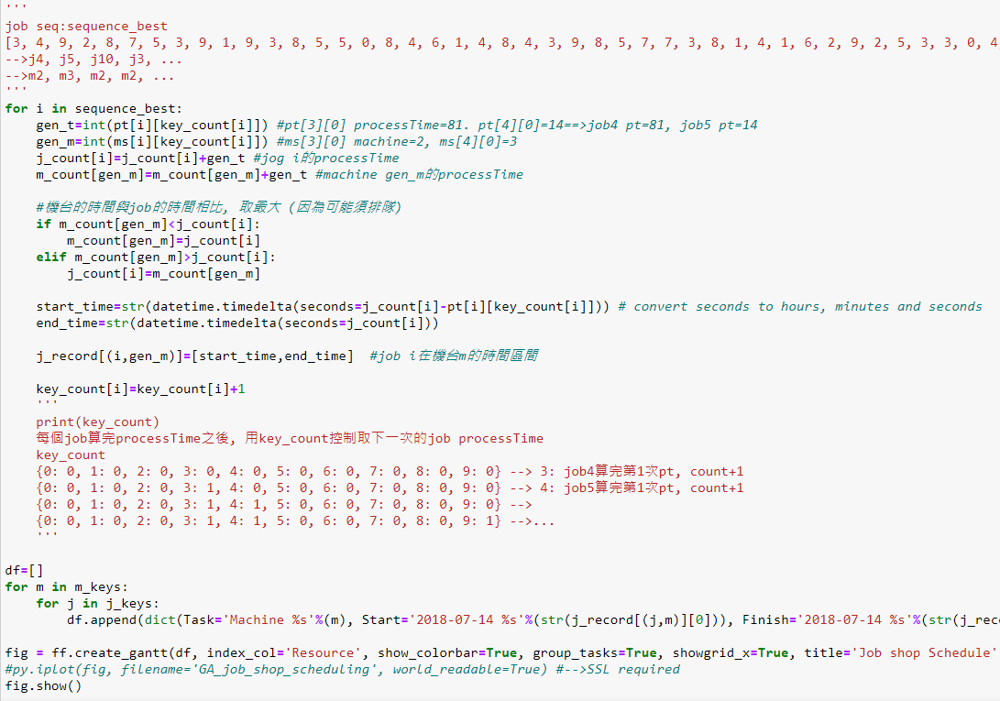 '''
job seq:sequence_best
[3, 4, 9, 2, 8, 7, 5, 3, 9, 1, 9, 3, 8, 5, 5, 0, 8, 4, 6, 1, 4, 8, 4, 3, 9, 8, 5, 7, 7, 3, 8, 1, 4, 1, 6, 2, 9, 2, 5, 3, 3, 0, 4
-->j4, j5, j10, j3, ...
-->m2, m3, m2, m2, ...
'''
for i in sequence_best:
    gen_t=int(pt[i][key_count[i]]) #pt[3][0] processTime=81. pt[4][0]=14==>job4 pt=81, job5 pt=14
    gen_m=int(ms[i][key_count[i]]) #ms[3][0] machine=2, ms[4][0]=3
    j_count[i]=j_count[i]+gen_t #jog i的processTime
    m_count[gen_m]=m_count[gen_m]+gen_t #machine gen_m的processTime
    #機台的時間與job的時間相比, 取最大 (因為可能須排隊)
    if m_count[gen_m]<j_count[i]:
        m_count[gen_m]=j_count[i]
    elif m_count[gen_m]>j_count[i]:
        j_count[i]=m_count[gen_m]
    start_time=str(datetime.timedelta(seconds=j_count[i]-pt[i][key_count[i]])) # convert seconds to hours, minutes and seconds
    end_time=str(datetime.timedelta(seconds=j_count[i]))
    j_record[(i,gen_m)]=[start_time,end_time]  #job i在機台m的時間區間
    key_count[i]=key_count[i]+1
    '''
    print(key_count)
    每個job算完processTime之後, 用key_count控制取下一次的job processTime
    key_count
    {0: 0, 1: 0, 2: 0, 3: 0, 4: 0, 5: 0, 6: 0, 7: 0, 8: 0, 9: 0} --> 3: job4算完第1次pt, count+1
    {0: 0, 1: 0, 2: 0, 3: 1, 4: 0, 5: 0, 6: 0, 7: 0, 8: 0, 9: 0} --> 4: job5算完第1次pt, count+1
    {0: 0, 1: 0, 2: 0, 3: 1, 4: 1, 5: 0, 6: 0, 7: 0, 8: 0, 9: 0} -->
    {0: 0, 1: 0, 2: 0, 3: 1, 4: 1, 5: 0, 6: 0, 7: 0, 8: 0, 9: 1} -->...
    '''
df=[]
for m in m_keys:
    for j in j_keys:
        df.append(dict(Task='Machine %s'%(m), Start='2018-07-14 %s'%(str(j_record[(j,m)][0])), Finish='2018-07-14 %s'%(str(j_rec
fig = ff.create_gantt(df, index_col='Resource', show_colorbar=True, group_tasks=True, showgrid_x=True, title='Job shop Schedule'
#py.iplot(fig, filename='GA_job_shop_scheduling', world_readable=True) #-->SSL required
fig.show()